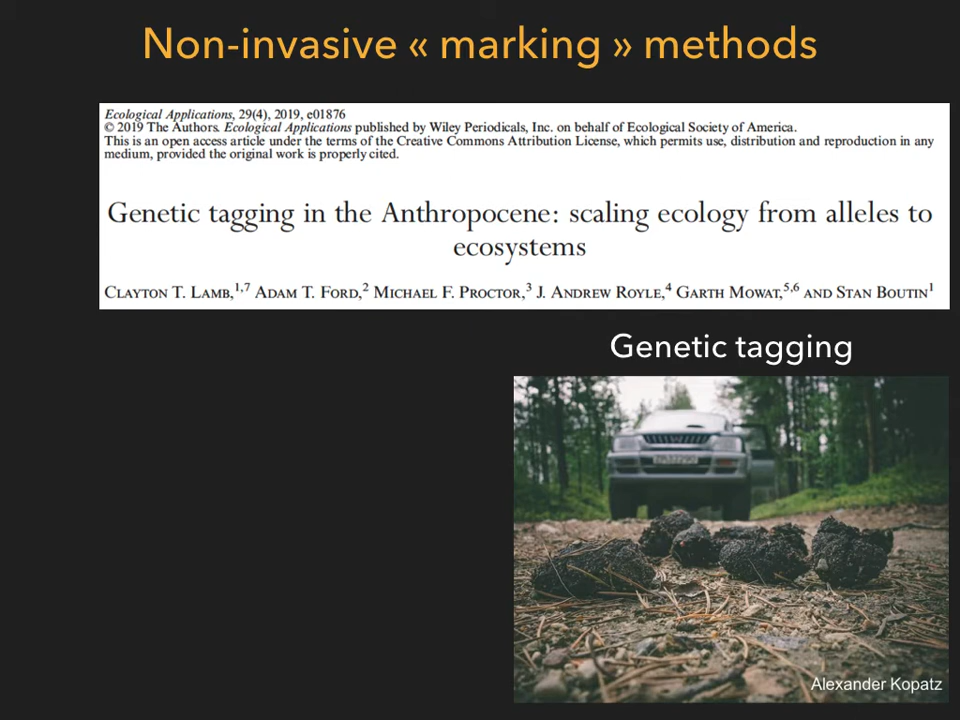 Non-invasive « marking » methods
Ecological Applications, 29(4), 2019, e01876
© 2019 The Authors. Ecological Applications published by Wiley Periodicals, Inc. on behalf of Ecological Society of America.
This is an open access article under the terms of the Creative Commons Attribution License, which permits use, distribution and reproduction in any
medium, provided the original work is properly cited.
Genetic tagging in the Anthropocene: scaling ecology from alleles to
ecosystems
CLAYTON T. LAMB,1,7 ADAM T. FORD,2 MICHAEL F. PROCTOR,3 J. ANDREW ROYLE,4 GARTH MOWAT,5,6 AND STAN BOUTIN1
Genetic tagging
Alexander Kopatz